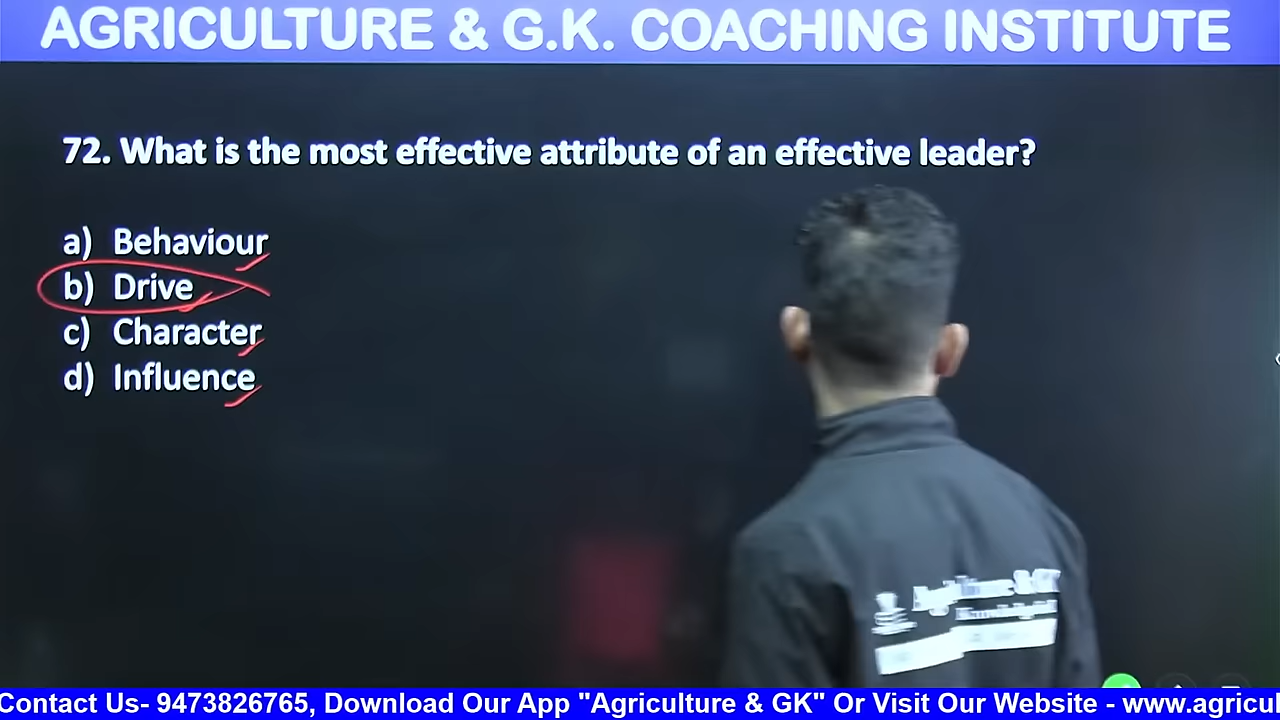 AGRICULTURE & G.K. COACHING INSTITUTE
72. What is the most effective attribute of an effective leader?
a) Behaviour
b) Drive
c) Character
d) Influence
Contact Us- 9473826765, Download Our App "Agriculture & GK" Or Visit Our Website - www.agricul